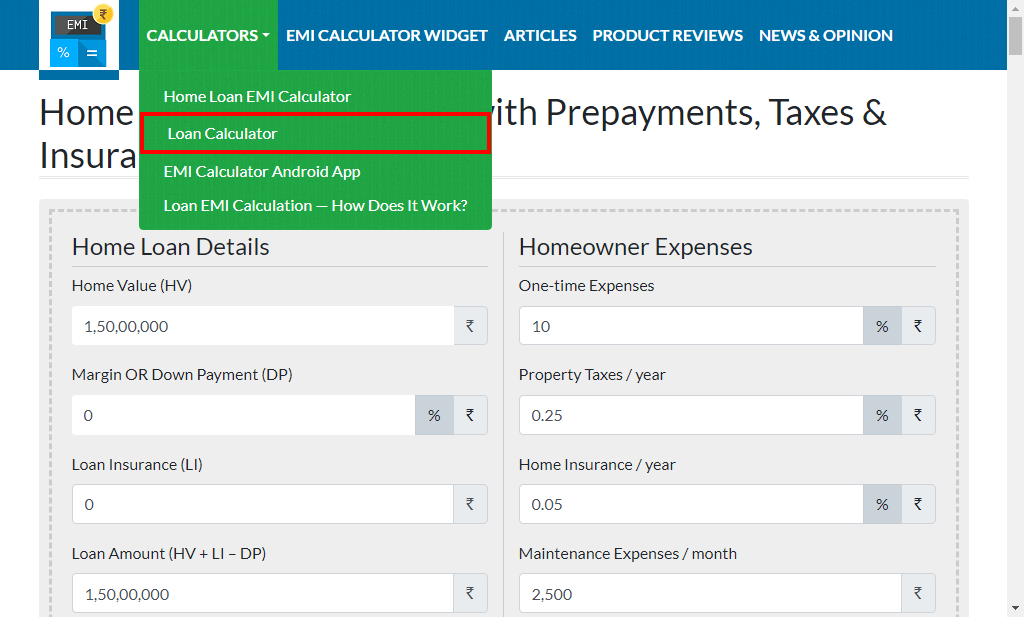 EMI
₹
%
=
CALCULATORS
EMI CALCULATOR WIDGET
ARTICLES
PRODUCT REVIEWS
NEWS & OPINION
Home Loan EMI Calculator
Loan Calculator
EMI Calculator Android App
Loan EMI Calculation — How Does It Work?
Home
with Prepayments, Taxes &
Insura
Home Loan Details
Home Value (HV)
1,50,00,000 ₹
Margin OR Down Payment (DP)
0 % ₹
Loan Insurance (LI)
0 ₹
Loan Amount (HV + LI – DP)
1,50,00,000 ₹
Homeowner Expenses
One-time Expenses
10 % ₹
Property Taxes / year
0.25 % ₹
Home Insurance / year
0.05 % ₹
Maintenance Expenses / month
2,500 ₹